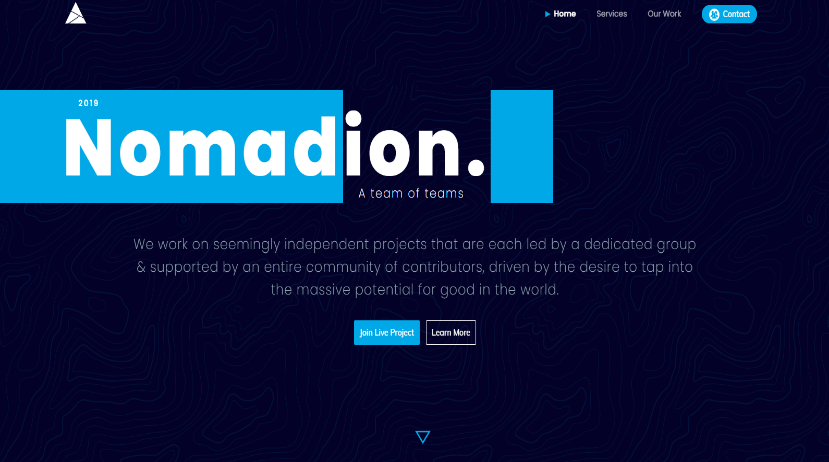 Home Services Our Work Contact
2019
Nomadion.
A team of teams
We work on seemingly independent projects that are each led by a dedicated group
& supported by an entire community of contributors, driven by the desire to tap into
the massive potential for good in the world.
Join Live Project Learn More